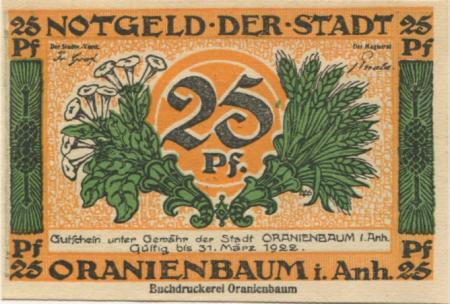 25 NOTGELD · DER · STADT 25
Pf Pf
Der Stadtv.-Vorst. Der Magistrat
25
Pf.
Gutschein unter Gewähr der Stadt ORANIENBAUM i. Anh.
Gültig bis 31. März 1922.
Pf Pf
25 ORANIENBAUM i. Anh. 25
Buchdruckerei Oranienbaum